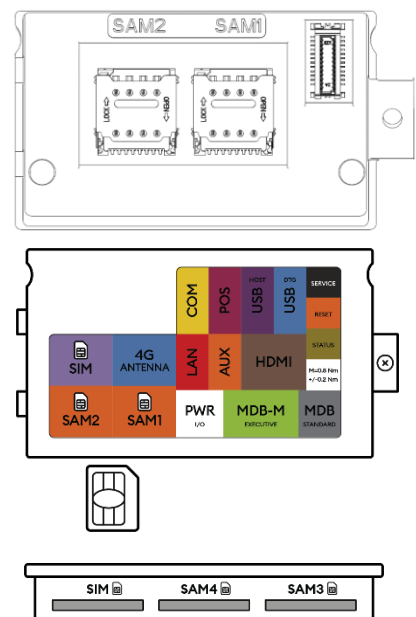 SAM2 SAM1
LOCK OPEN LOCK OPEN
COM POS HOST USB OTG USB SERVICE
RESET
STATUS
SIM 4G ANTENNA LAN AUX HDMI M=0.8 Nm +/-0.2 Nm
SAM2 SAM1 PWR I/O MDB-M EXECUTIVE MDB STANDARD
SIM SAM4 SAM3